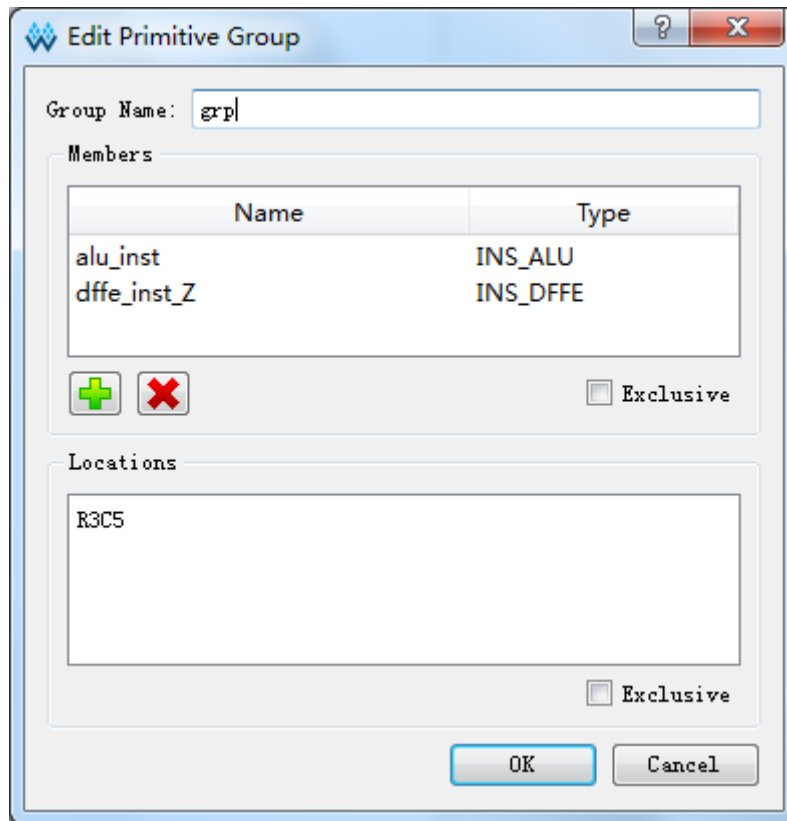 Edit Primitive Group
Group Name: grp
Members
Name Type
alu_inst INS_ALU
dffe_inst_Z INS_DFFE
Exclusive
Locations
R3C5
Exclusive
OK Cancel